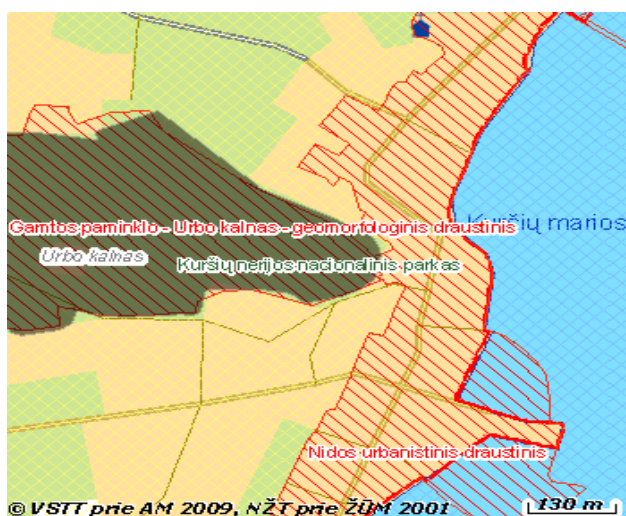 Gamtos paminklo - Urbo kalnas - geomorfologinis draustinis
Kuršių marios
Urbo kalnas
Kuršių nerijos nacionalinis parkas
Nidos urbanistinis draustinis
© VSTT prie AM 2009, NŽT prie ŽŪM 2001
130 m